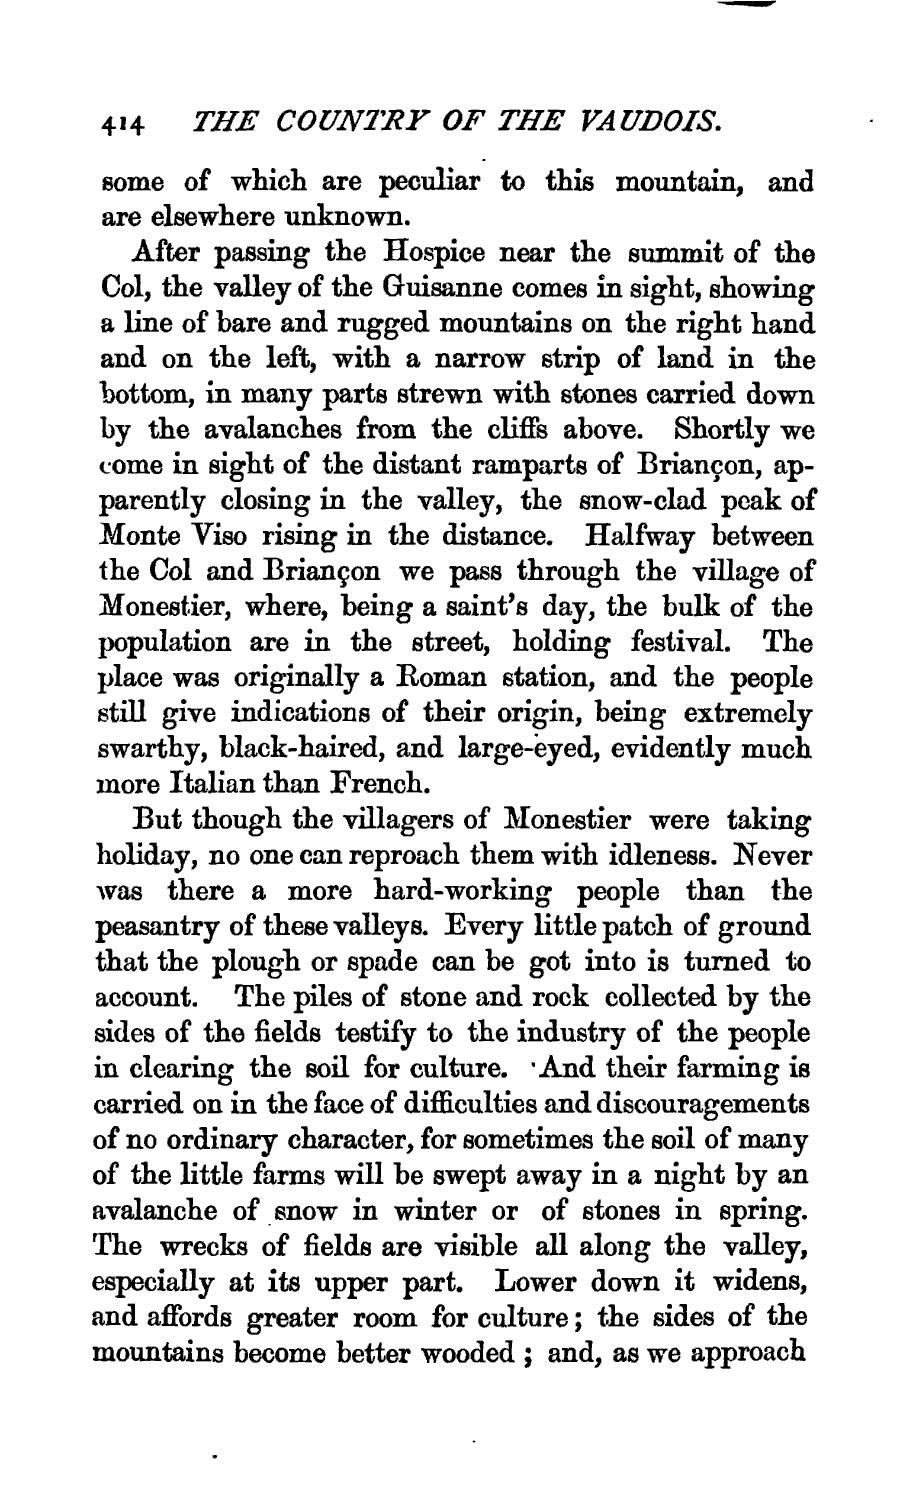 414 THE COUNTRY OF THE VAUDOIS.
some of which are peculiar to this mountain, and
are elsewhere unknown.
After passing the Hospice near the summit of the
Col, the valley of the Guisanne comes in sight, showing
a line of bare and rugged mountains on the right hand
and on the left, with a narrow strip of land in the
bottom, in many parts strewn with stones carried down
by the avalanches from the cliffs above. Shortly we
come in sight of the distant ramparts of Briançon, ap-
parently closing in the valley, the snow-clad peak of
Monte Viso rising in the distance. Halfway between
the Col and Briançon we pass through the village of
Monestier, where, being a saint's day, the bulk of the
population are in the street, holding festival. The
place was originally a Roman station, and the people
still give indications of their origin, being extremely
swarthy, black-haired, and large-eyed, evidently much
more Italian than French.
But though the villagers of Monestier were taking
holiday, no one can reproach them with idleness. Never
was there a more hard-working people than the
peasantry of these valleys. Every little patch of ground
that the plough or spade can be got into is turned to
account. The piles of stone and rock collected by the
sides of the fields testify to the industry of the people
in clearing the soil for culture. And their farming is
carried on in the face of difficulties and discouragements
of no ordinary character, for sometimes the soil of many
of the little farms will be swept away in a night by an
avalanche of snow in winter or of stones in spring.
The wrecks of fields are visible all along the valley,
especially at its upper part. Lower down it widens,
and affords greater room for culture; the sides of the
mountains become better wooded; and, as we approach